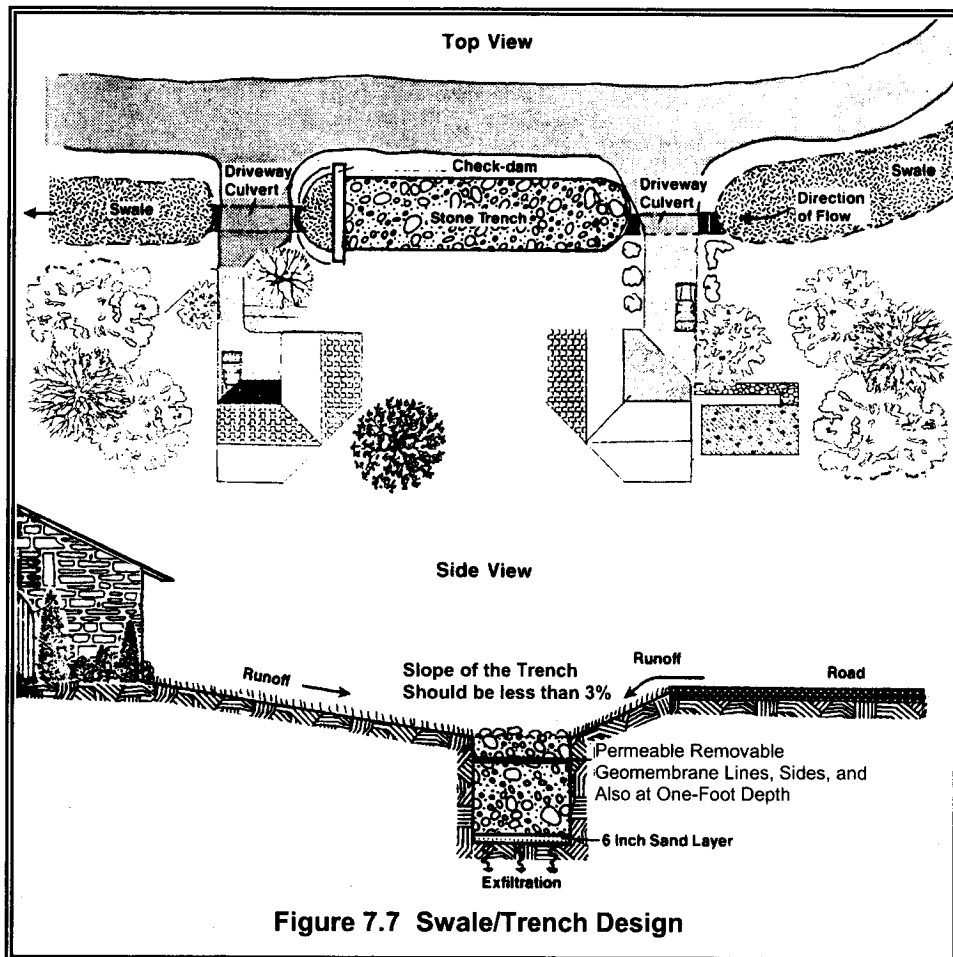 Top View
Driveway
Culvert
Check-dam
Driveway
Culvert
Swale
Swale
Stone Trench
Direction
of Flow
Side View
Runoff
Slope of the Trench
Should be less than 3%
Runoff
Road
Permeable Removable
Geomembrane Lines, Sides, and
Also at One-Foot Depth
6 Inch Sand Layer
Exfiltration
Figure 7.7 Swale/Trench Design